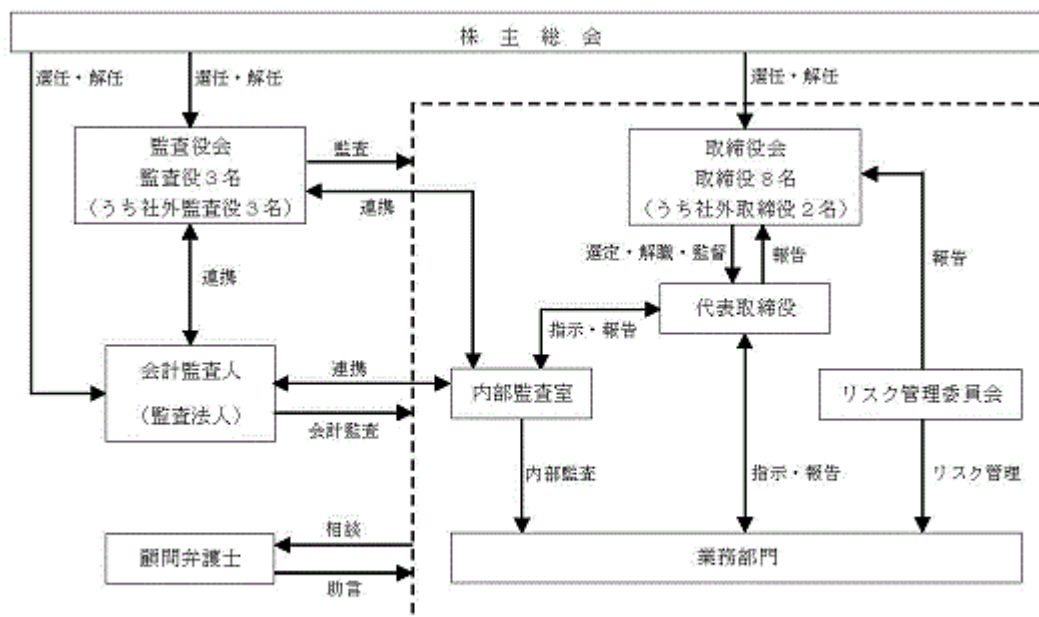 株主総会
選任・解任
選任・解任
選任・解任
監査役会
監査役3名
(うち社外監査役3名)
監査
連携
取締役会
取締役8名
(うち社外取締役2名)
選定・解職・監督
報告
報告
連携
代表取締役
指示・報告
会計監査人
(監査法人)
連携
会計監査
内部監査室
リスク管理委員会
内部監査
指示・報告
リスク管理
顧問弁護士
相談
助言
業務部門